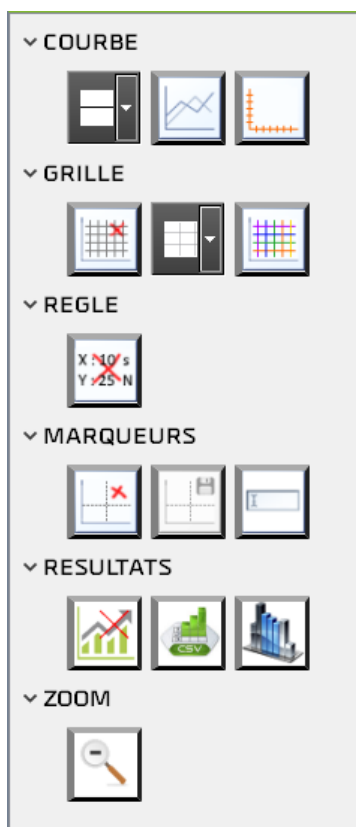 COURBE
GRILLE
REGLE
X : 10 s
Y : 25 N
MARQUEURS
RESULTATS
CSV
ZOOM